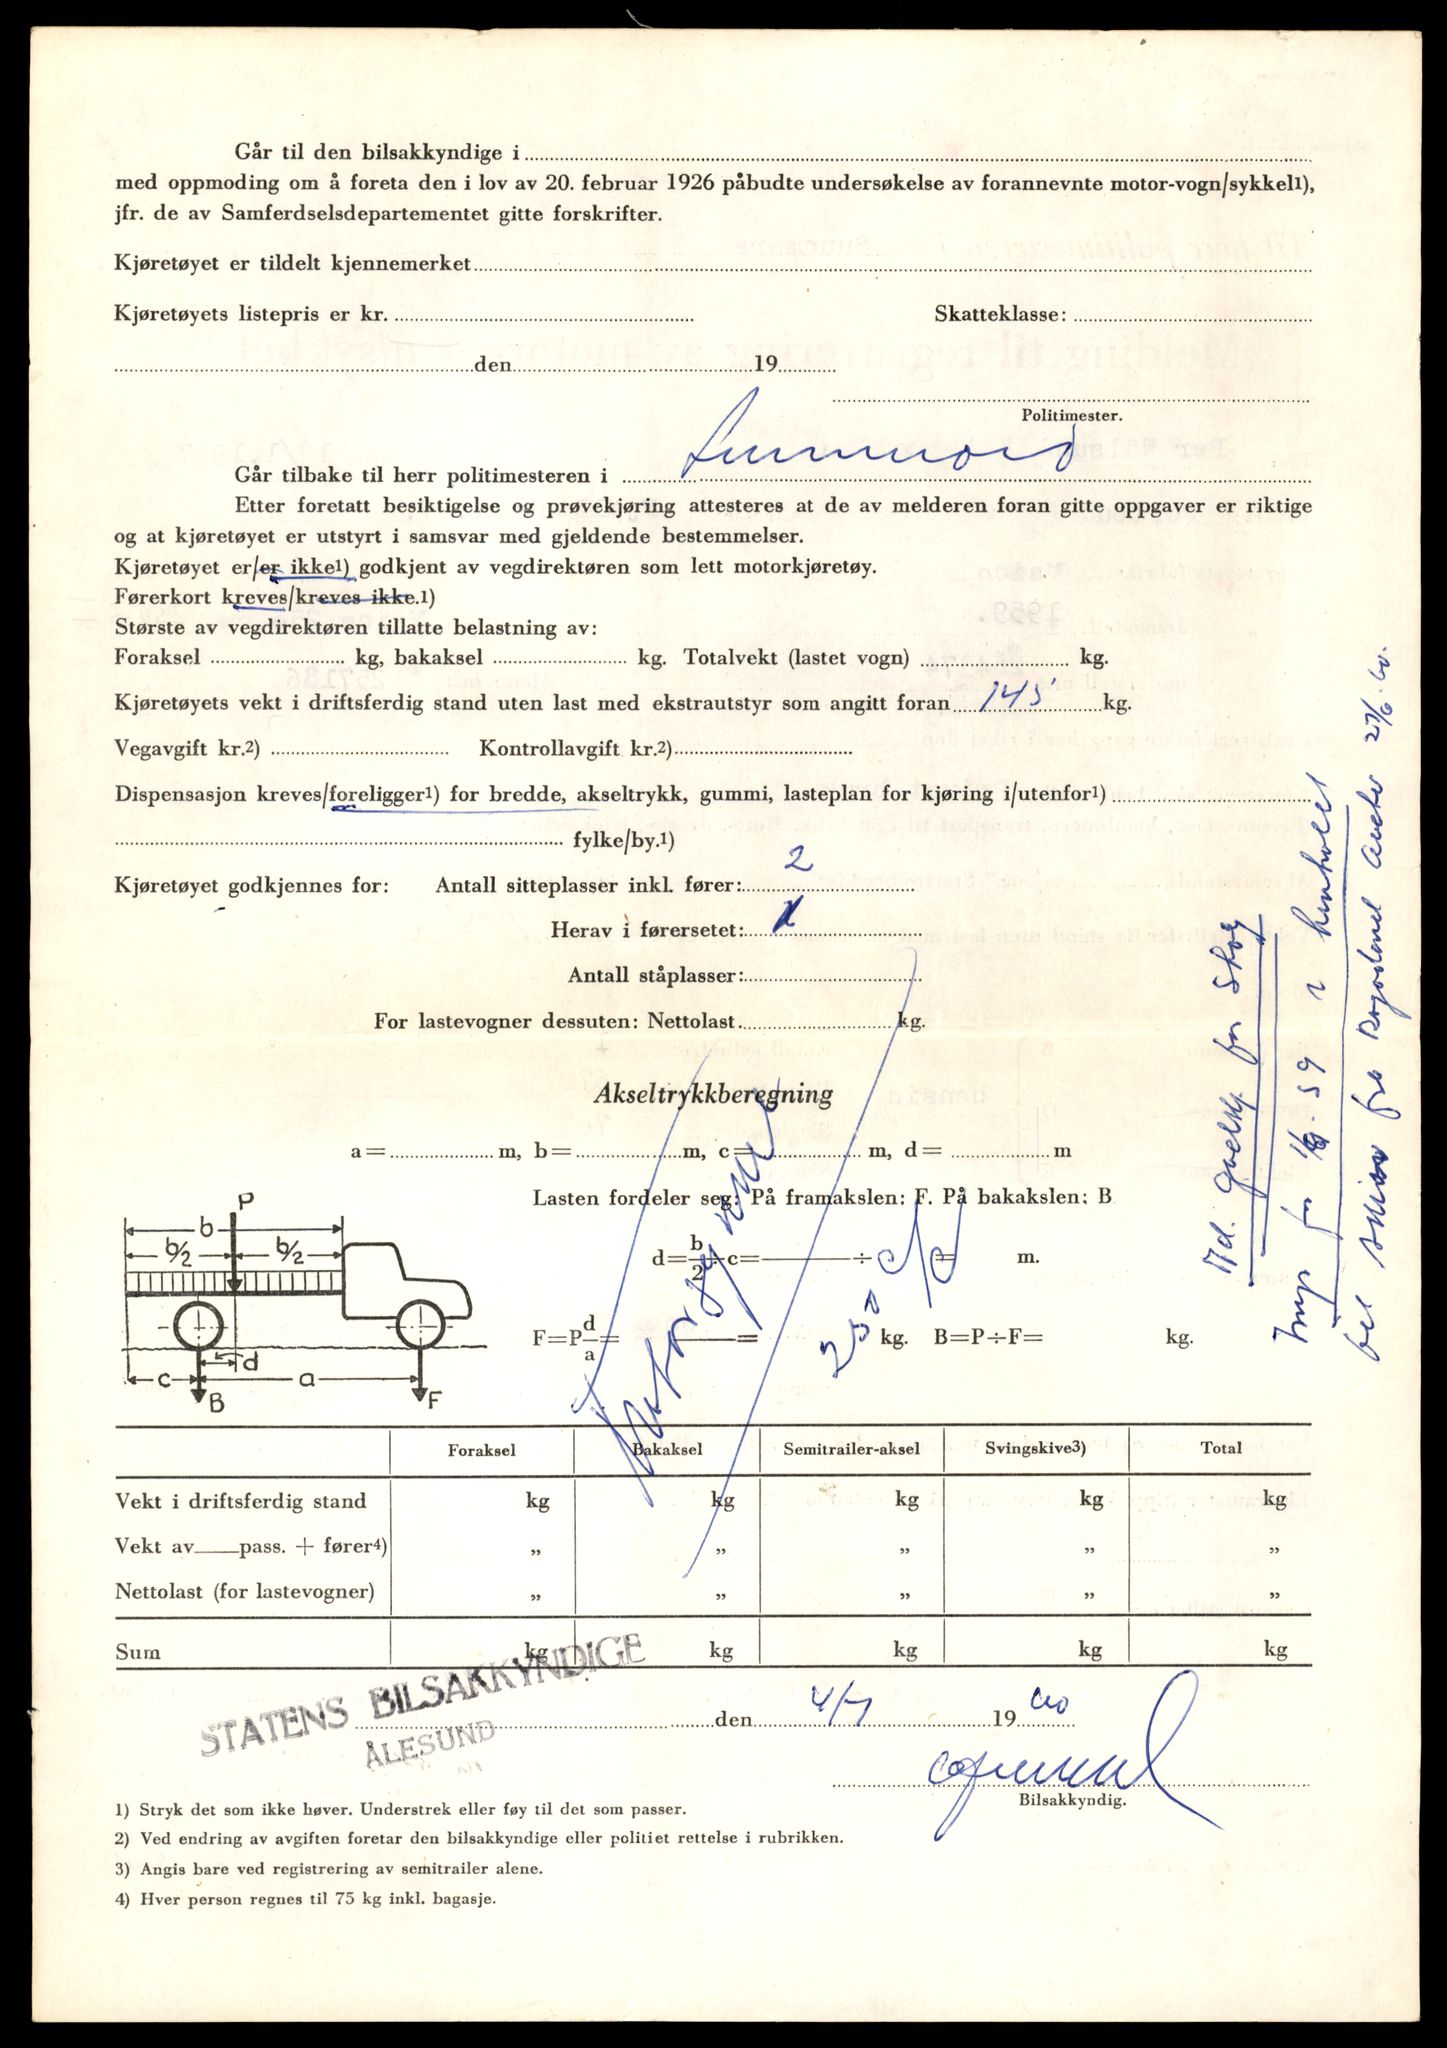 Går til den bilsakkyndige i
med oppmoding om å foreta den i lov av 20. februar 1926 påbudte undersøkelse av forannevnte motor-vogn/sykkel1),
jfr. de av Samferdselsdepartementet gitte forskrifter.
Kjøretøyet er tildelt kjennemerket
Kjøretøyets listepris er kr. Skatteklasse:
den 19
Politimester.
Går tilbake til herr politimesteren i
Etter foretatt besiktigelse og prøvekjøring attesteres at de av melderen foran gitte oppgaver er riktige
og at kjøretøyet er utstyrt i samsvar med gjeldende bestemmelser.
Kjøretøyet er/er ikke1) godkjent av vegdirektøren som lett motorkjøretøy.
Førerkort kreves/kreves ikke.1)
Største av vegdirektøren tillatte belastning av:
Foraksel kg, bakaksel kg. Totalvekt (lastet vogn) kg.
Kjøretøyets vekt i driftsferdig stand uten last med ekstrautstyr som angitt foran 145 kg.
Vegavgift kr.2) Kontrollavgift kr.2)
Dispensasjon kreves/foreligger1) for bredde, akseltrykk, gummi, lasteplan for kjøring i/utenfor1)
fylke/by.1)
Kjøretøyet godkjennes for: Antall sitteplasser inkl. fører: 2
Herav i førersetet: 1
Antall ståplasser:
For lastevogner dessuten: Nettolast kg.
Akseltrykkberegning
a = m, b = m, c = m, d = m
Lasten fordeler seg: På framakslen: F. På bakakslen: B
d = b/2 ÷ c = ÷ = m.
F = P d/a = = kg. B = P ÷ F = kg.
P
b
b/2 b/2
d
c a
B F
Foraksel Bakaksel Semitrailer-aksel Svingskive3) Total
Vekt i driftsferdig stand kg kg kg kg kg
Vekt av pass. + fører4) „ „ „ „ „
Nettolast (for lastevogner) „ „ „ „ „
Sum kg kg kg kg kg
STATENS BILSAKKYNDIGE
ÅLESUND
den 4/7 19 60
Bilsakkyndig.
1) Stryk det som ikke høver. Understrek eller føy til det som passer.
2) Ved endring av avgiften foretar den bilsakkyndige eller politiet rettelse i rubrikken.
3) Angis bare ved registrering av semitrailer alene.
4) Hver person regnes til 75 kg inkl. bagasje.